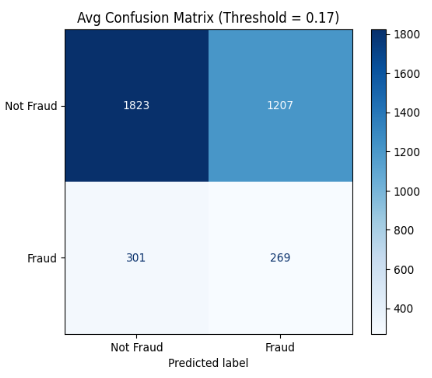 Avg Confusion Matrix (Threshold = 0.17)
Not Fraud
1823
1207
Fraud
301
269
Not Fraud
Fraud
Predicted label
1800
1600
1400
1200
1000
800
600
400